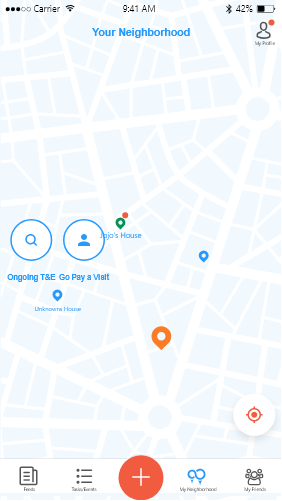 Carrier 9:41 AM 42%
Your Neighborhood
My Profile
Jojo's House
Ongoing T&E Go Pay a Visit
Unknowns House
Feeds Tasks/Events My Neighborhood My Friends